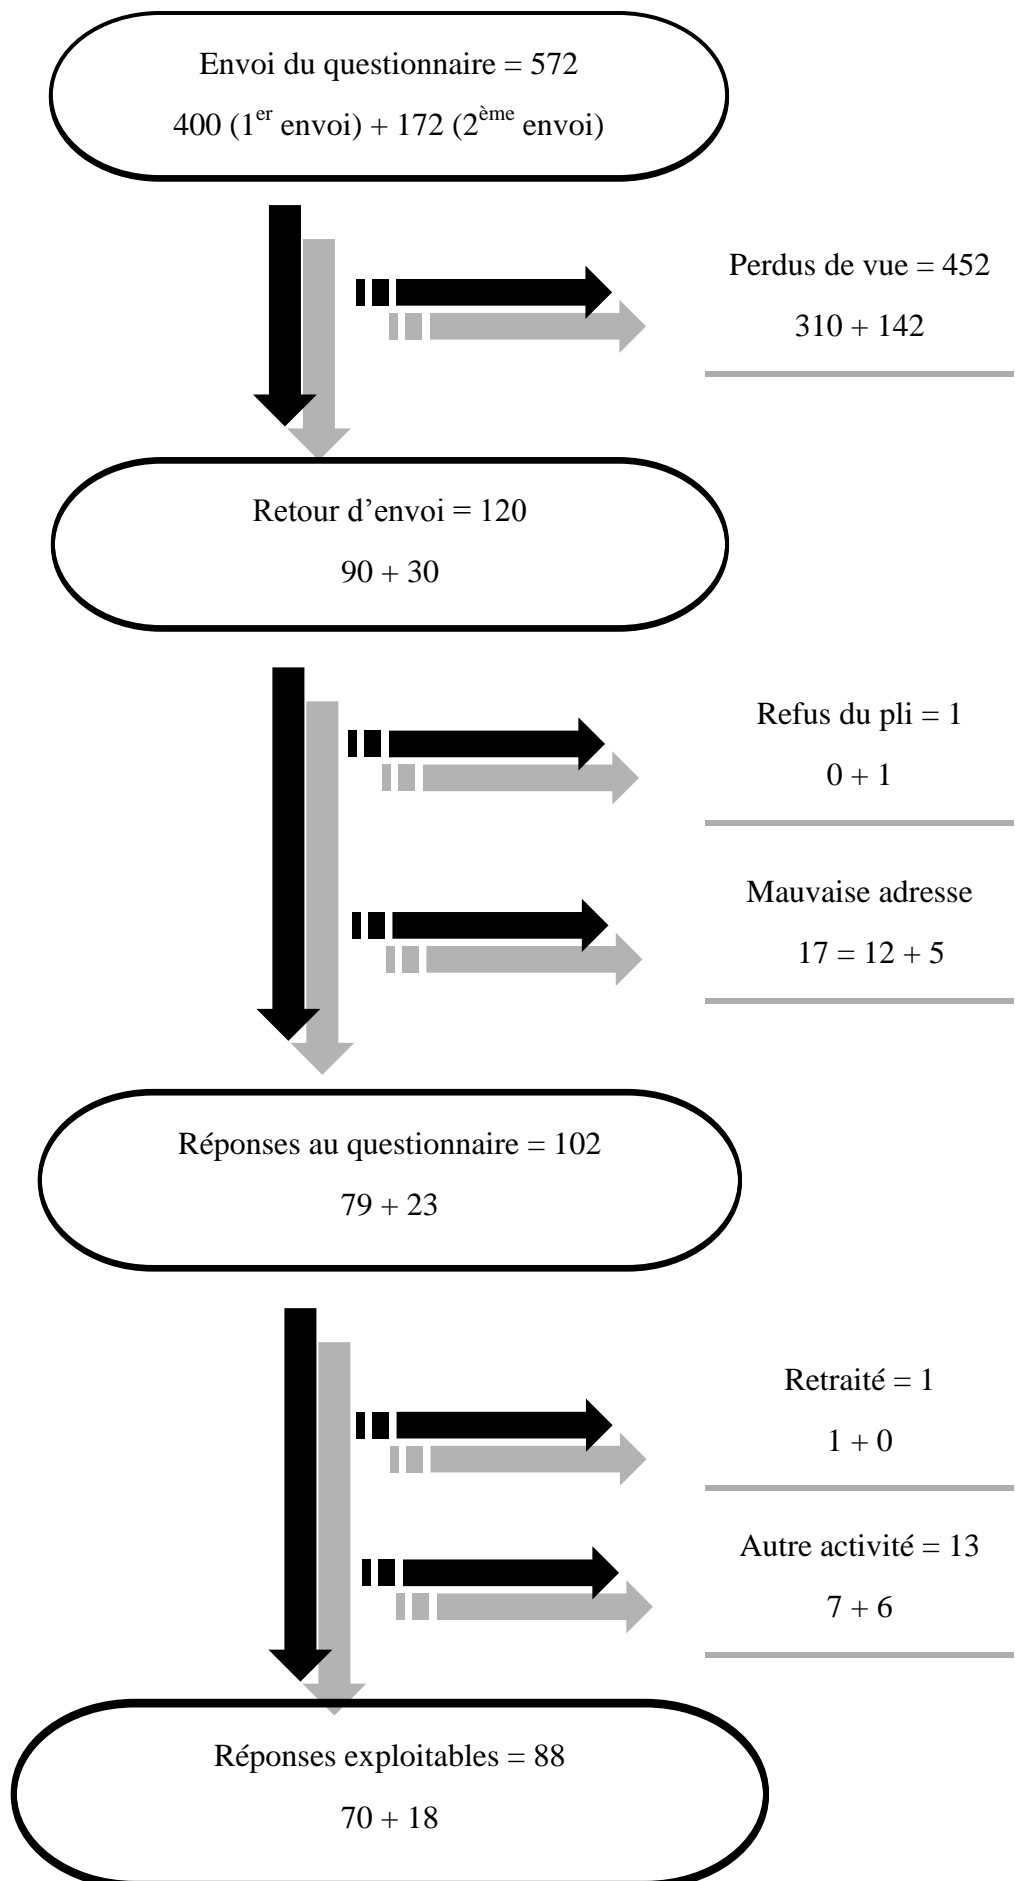 Envoi du questionnaire = 572
400 (1er envoi) + 172 (2ème envoi)
Perdus de vue = 452
310 + 142
Retour d’envoi = 120
90 + 30
Refus du pli = 1
0 + 1
Mauvaise adresse
17 = 12 + 5
Réponses au questionnaire = 102
79 + 23
Retraité = 1
1 + 0
Autre activité = 13
7 + 6
Réponses exploitables = 88
70 + 18